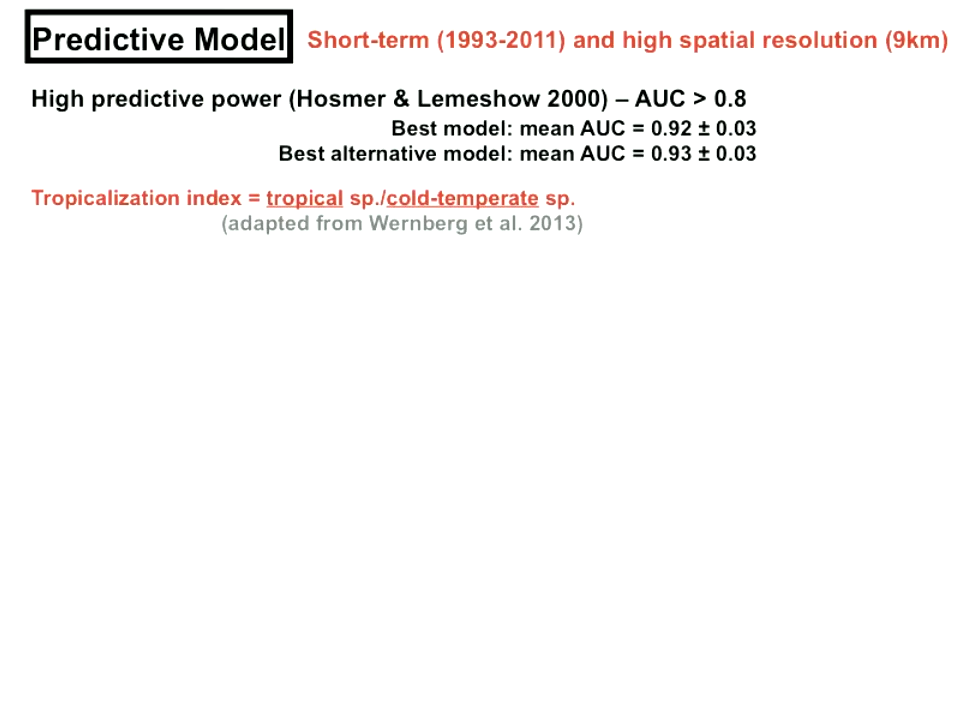 Predictive Model Short-term (1993-2011) and high spatial resolution (9km)
High predictive power (Hosmer & Lemeshow 2000) – AUC > 0.8
Best model: mean AUC = 0.92 ± 0.03
Best alternative model: mean AUC = 0.93 ± 0.03
Tropicalization index = tropical sp./cold-temperate sp.
(adapted from Wernberg et al. 2013)